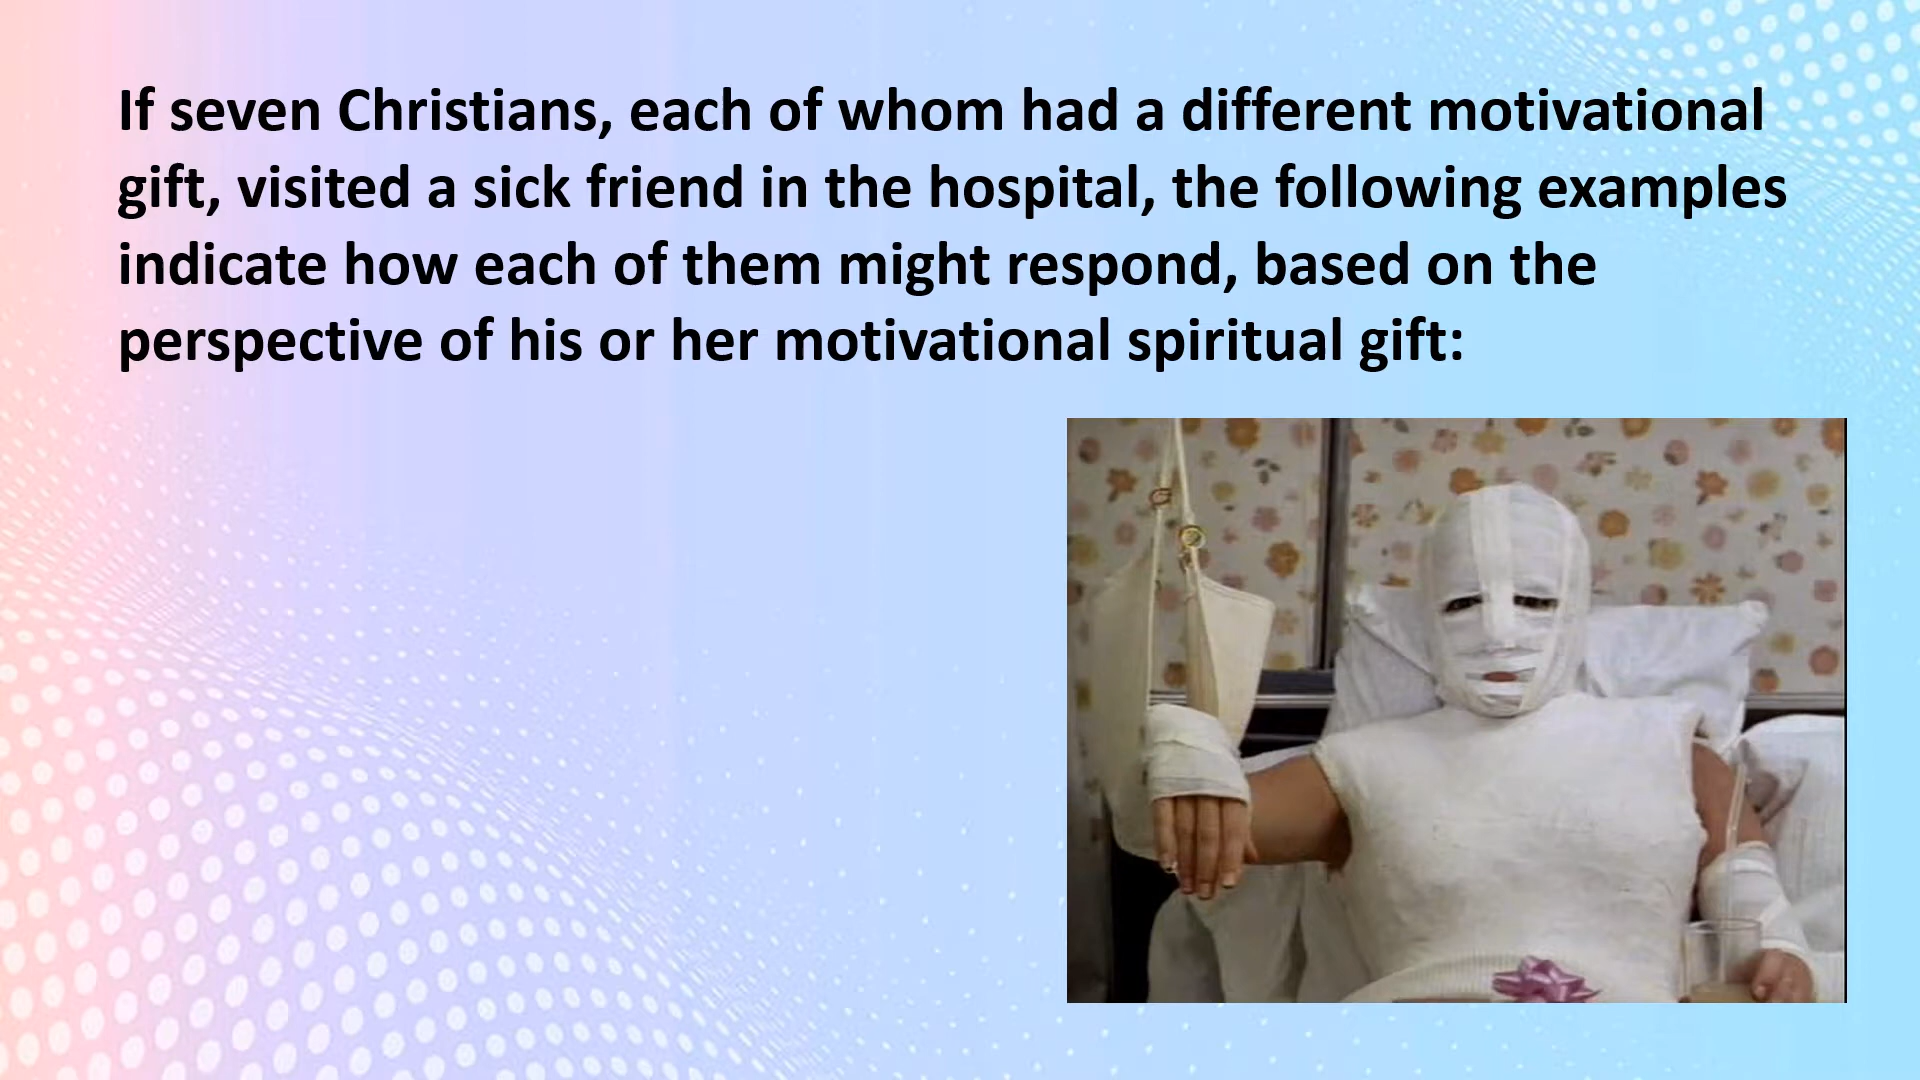 If seven Christians, each of whom had a different motivational
gift, visited a sick friend in the hospital, the following examples
indicate how each of them might respond, based on the
perspective of his or her motivational spiritual gift: